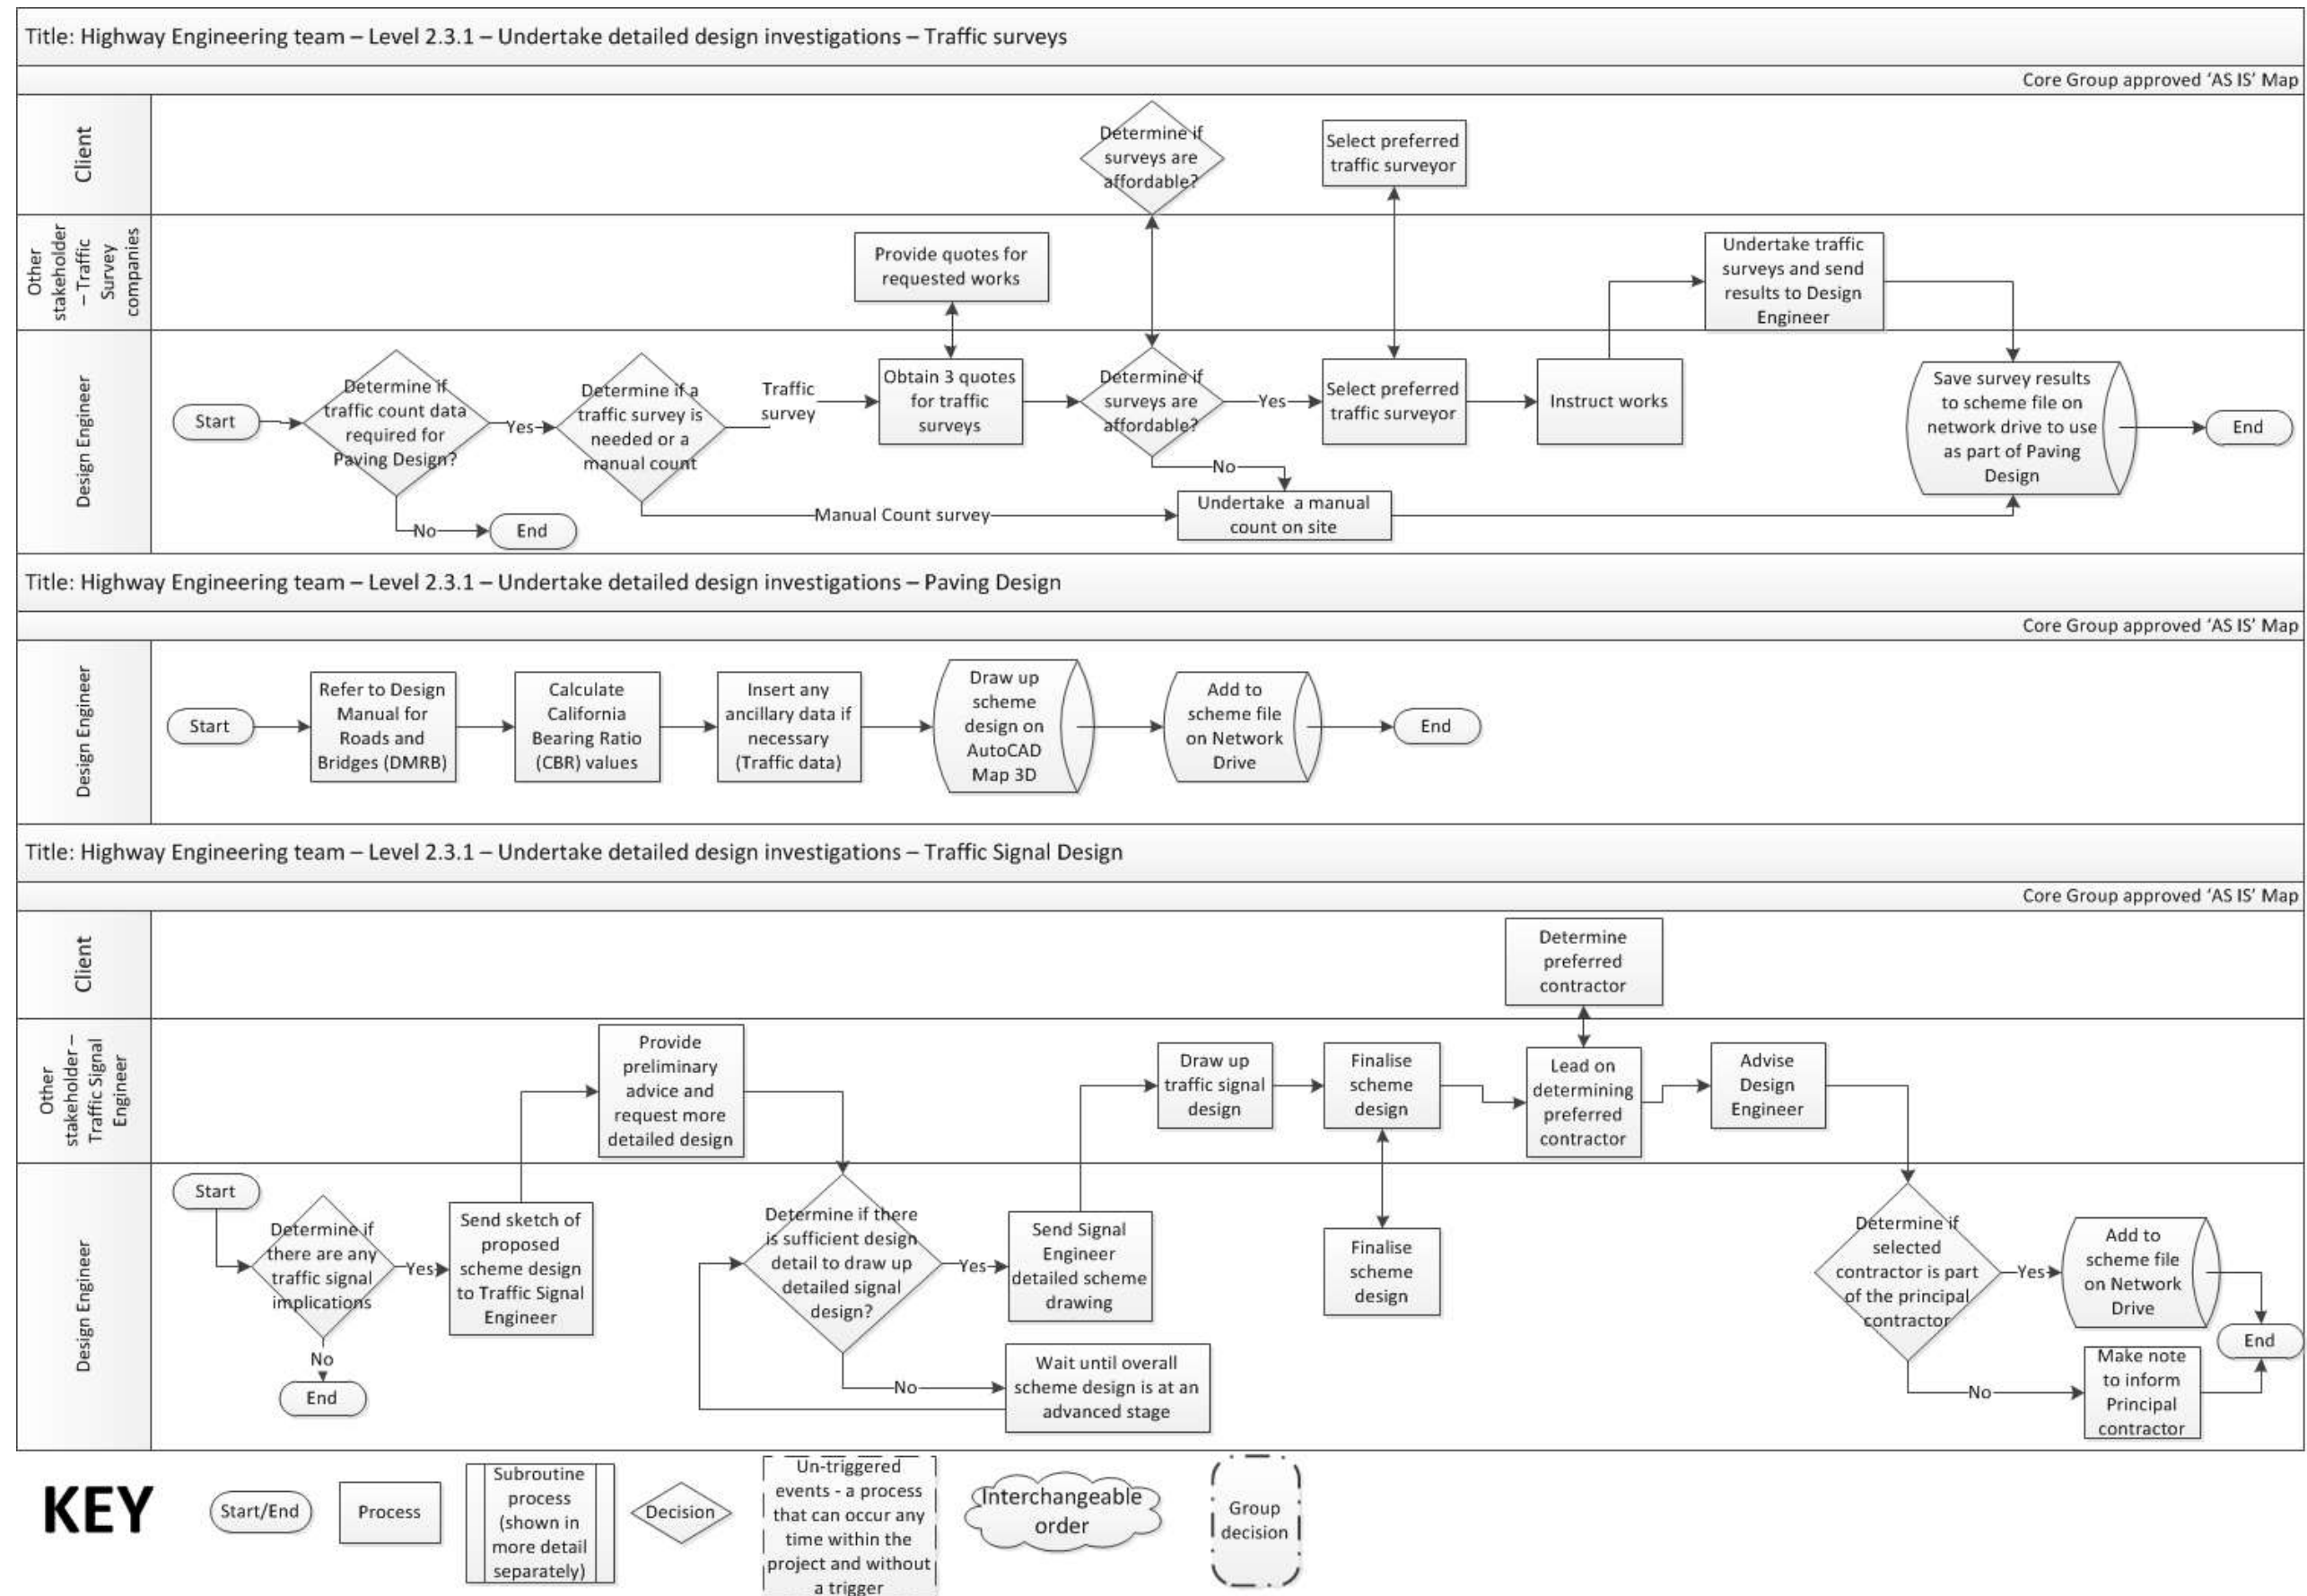 Title: Highway Engineering team – Level 2.3.1 – Undertake detailed design investigations – Traffic surveys
Core Group approved ‘AS IS’ Map
Client
Determine if
surveys are
affordable?
Select preferred
traffic surveyor
Other
stakeholder
– Traffic
Survey
companies
Provide quotes for
requested works
Undertake traffic
surveys and send
results to Design
Engineer
Design Engineer
Start
Determine if
traffic count data
required for
Paving Design?
Yes
No
End
Determine if a
traffic survey is
needed or a
manual count
Traffic
survey
Manual Count survey
Obtain 3 quotes
for traffic
surveys
Determine if
surveys are
affordable?
Yes
No
Select preferred
traffic surveyor
Instruct works
Undertake  a manual
count on site
Save survey results
to scheme file on
network drive to use
as part of Paving
Design
End
Title: Highway Engineering team – Level 2.3.1 – Undertake detailed design investigations – Paving Design
Core Group approved ‘AS IS’ Map
Design Engineer
Start
Refer to Design
Manual for
Roads and
Bridges (DMRB)
Calculate
California
Bearing Ratio
(CBR) values
Insert any
ancillary data if
necessary
(Traffic data)
Draw up
scheme
design on
AutoCAD
Map 3D
Add to
scheme file
on Network
Drive
End
Title: Highway Engineering team – Level 2.3.1 – Undertake detailed design investigations – Traffic Signal Design
Core Group approved ‘AS IS’ Map
Client
Determine
preferred
contractor
Other
stakeholder –
Traffic Signal
Engineer
Provide
preliminary
advice and
request more
detailed design
Draw up
traffic signal
design
Finalise
scheme
design
Lead on
determining
preferred
contractor
Advise
Design
Engineer
Design Engineer
Start
Determine if
there are any
traffic signal
implications
Yes
No
End
Send sketch of
proposed
scheme design
to Traffic Signal
Engineer
Determine if there
is sufficient design
detail to draw up
detailed signal
design?
Yes
No
Send Signal
Engineer
detailed scheme
drawing
Wait until overall
scheme design is at an
advanced stage
Finalise
scheme
design
Determine if
selected
contractor is part
of the principal
contractor
Yes
No
Add to
scheme file
on Network
Drive
Make note
to inform
Principal
contractor
End
KEY
Start/End
Process
Subroutine
process
(shown in
more detail
separately)
Decision
Un-triggered
events - a process
that can occur any
time within the
project and without
a trigger
Interchangeable
order
Group
decision